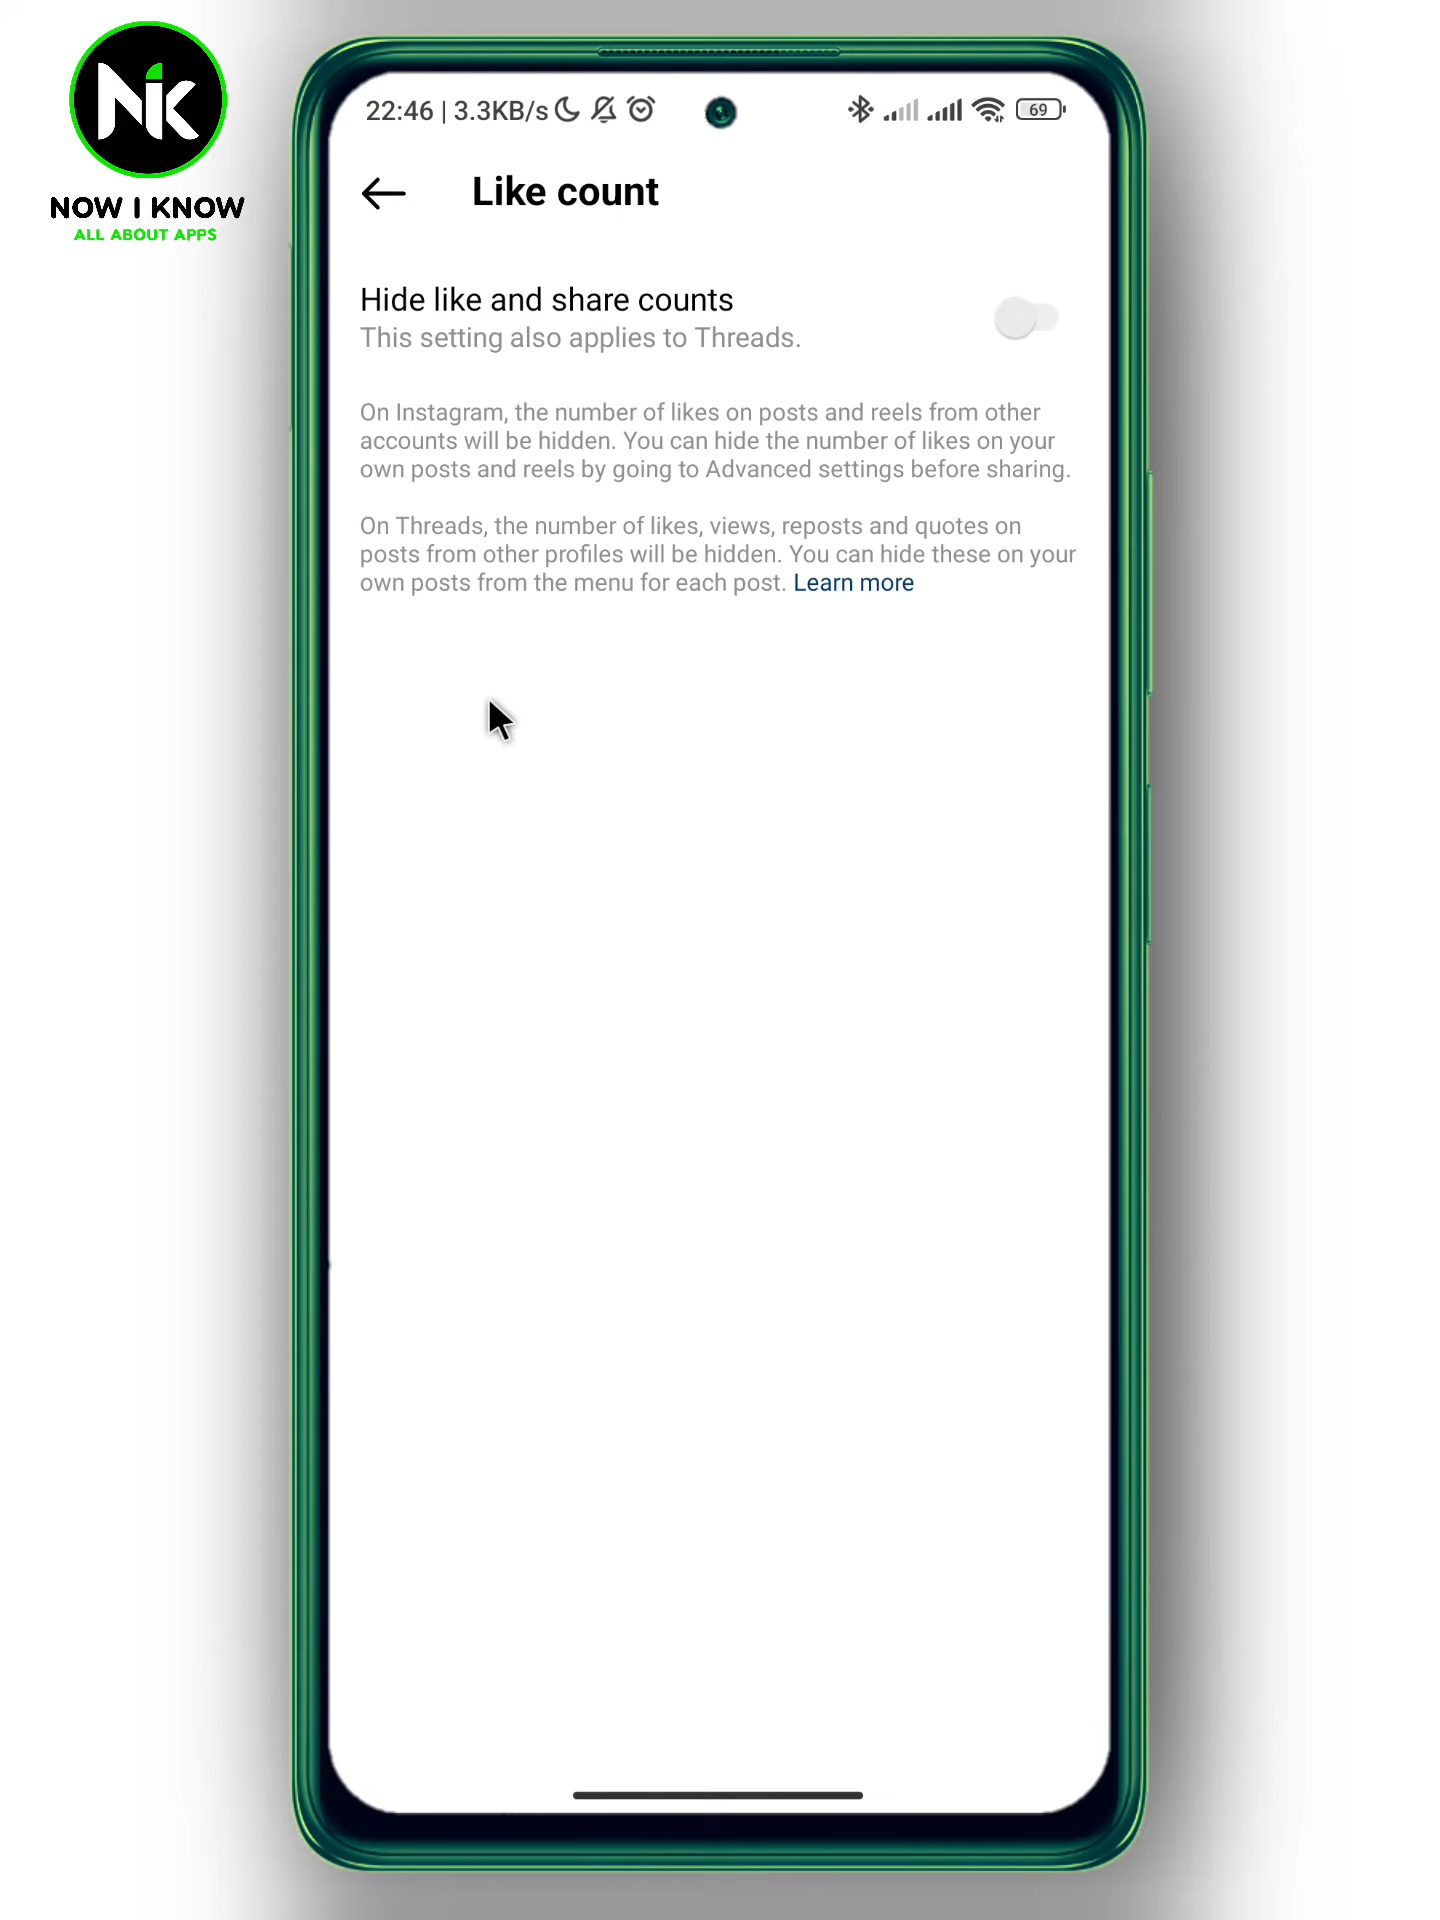 NIK
NOW I KNOW
ALL ABOUT APPS
22:46 | 3.3KB/s
69
Like count
Hide like and share counts
This setting also applies to Threads.
On Instagram, the number of likes on posts and reels from other
accounts will be hidden. You can hide the number of likes on your
own posts and reels by going to Advanced settings before sharing.
On Threads, the number of likes, views, reposts and quotes on
posts from other profiles will be hidden. You can hide these on your
own posts from the menu for each post. Learn more